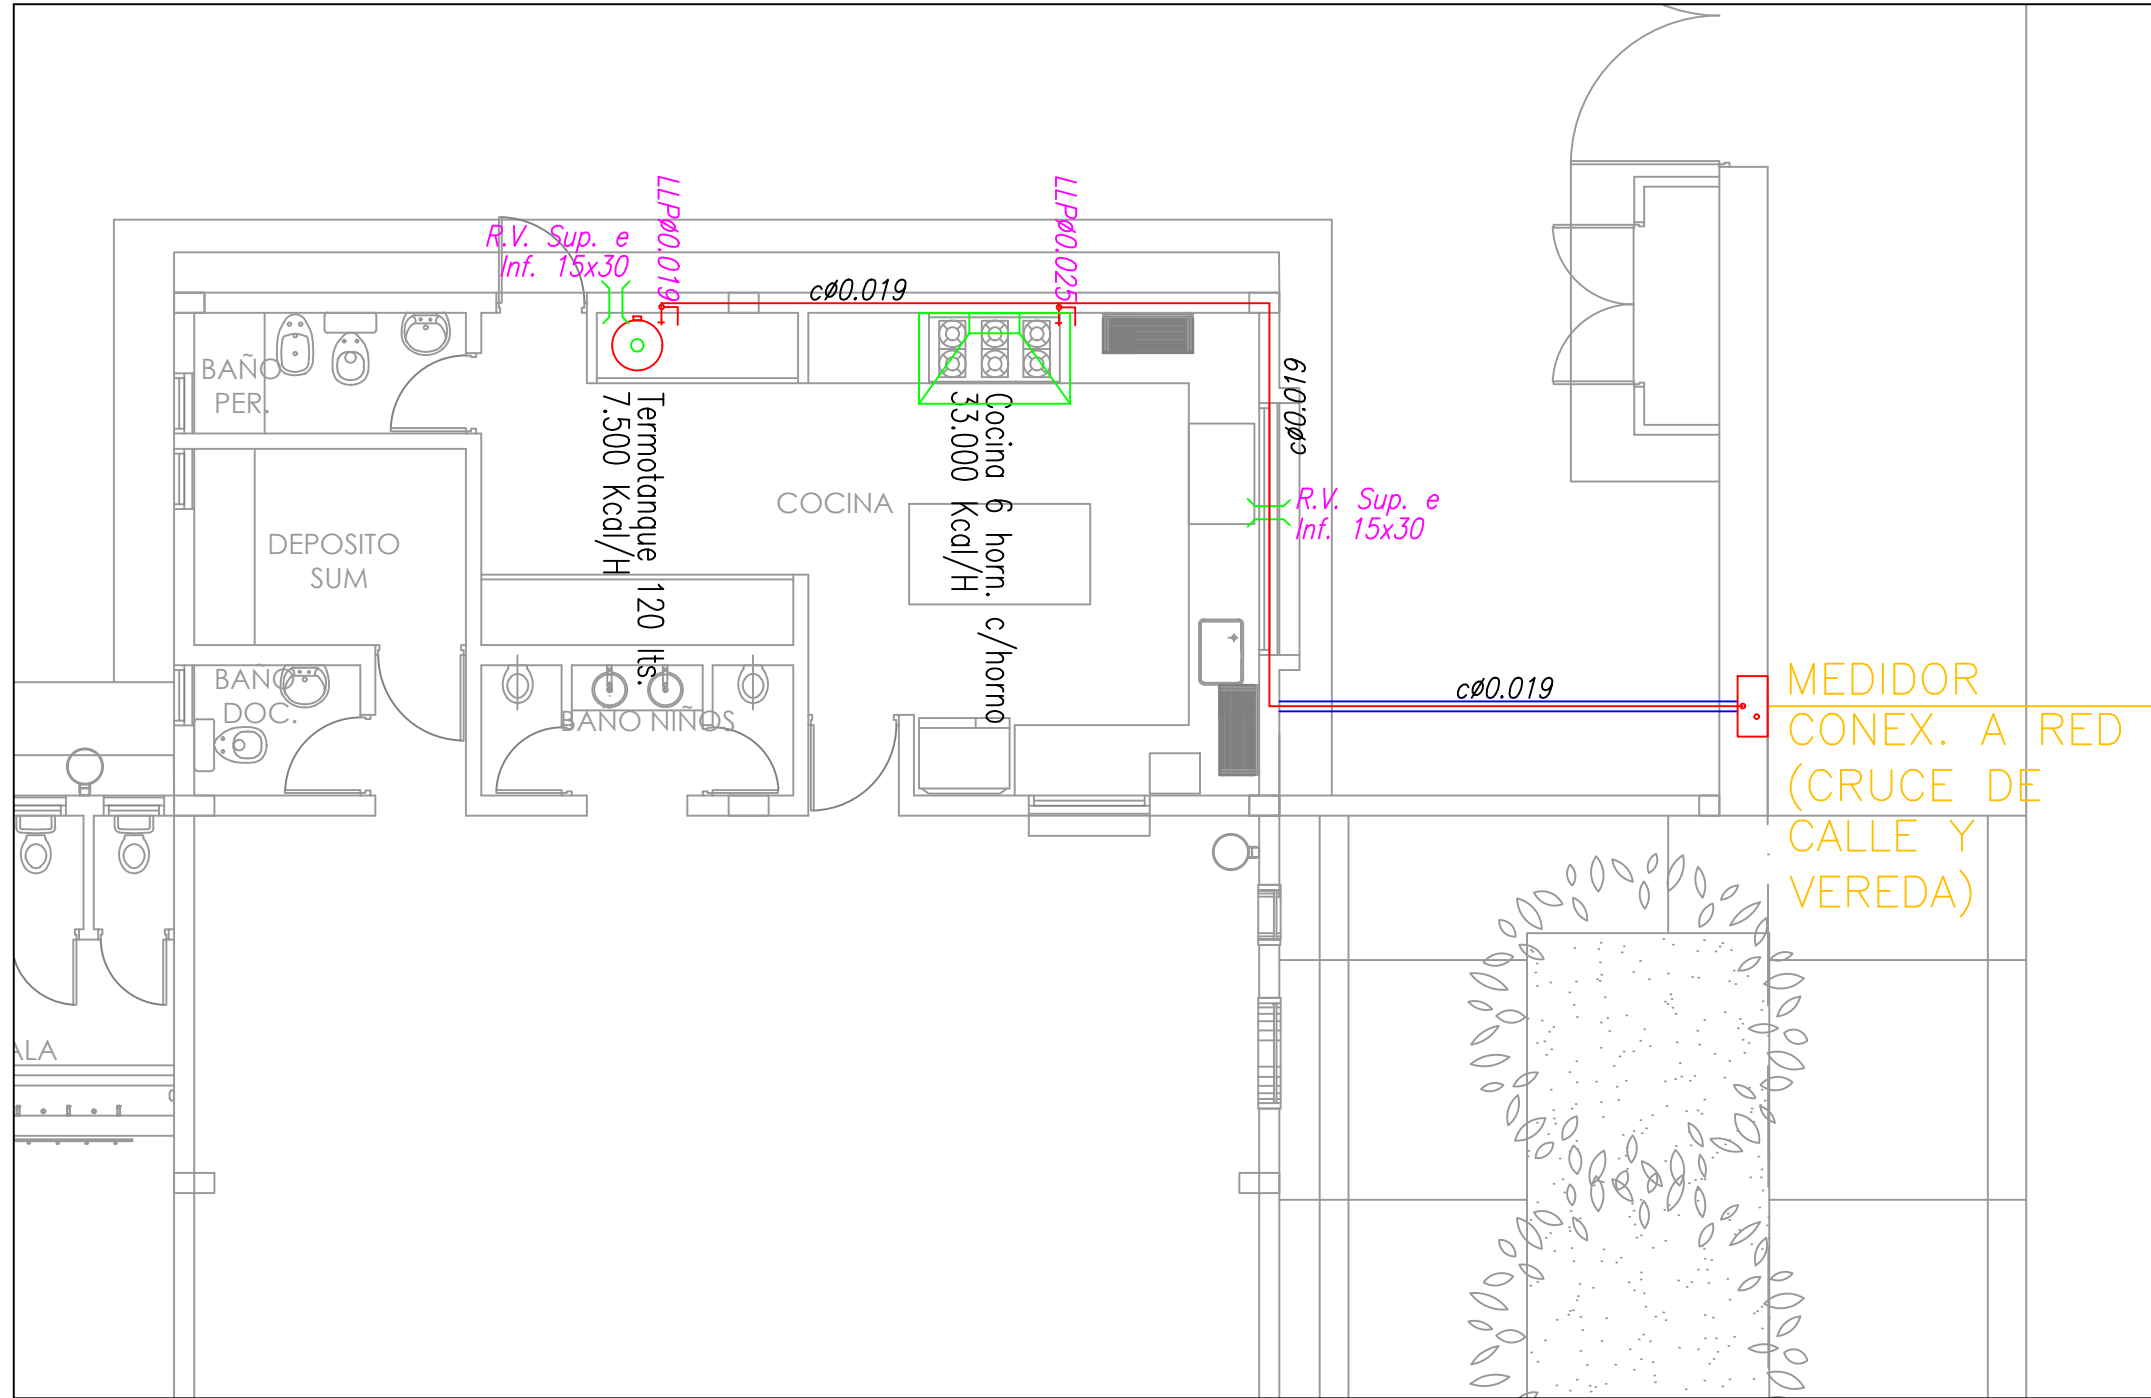 LLPø0.019
LLPø0.025
R.V. Sup. e
Inf. 15x30
cø0.019
BAÑO
PER.
cø0.019
Termotanque 120 lts.
7.500 Kcal/H
Cocina 6 horn. c/horno
33.000 Kcal/H
COCINA
R.V. Sup. e
Inf. 15x30
DEPOSITO
SUM
BAÑO
DOC.
BAÑO NIÑOS
cø0.019
MEDIDOR
CONEX. A RED
(CRUCE DE
CALLE Y
VEREDA)
ALA